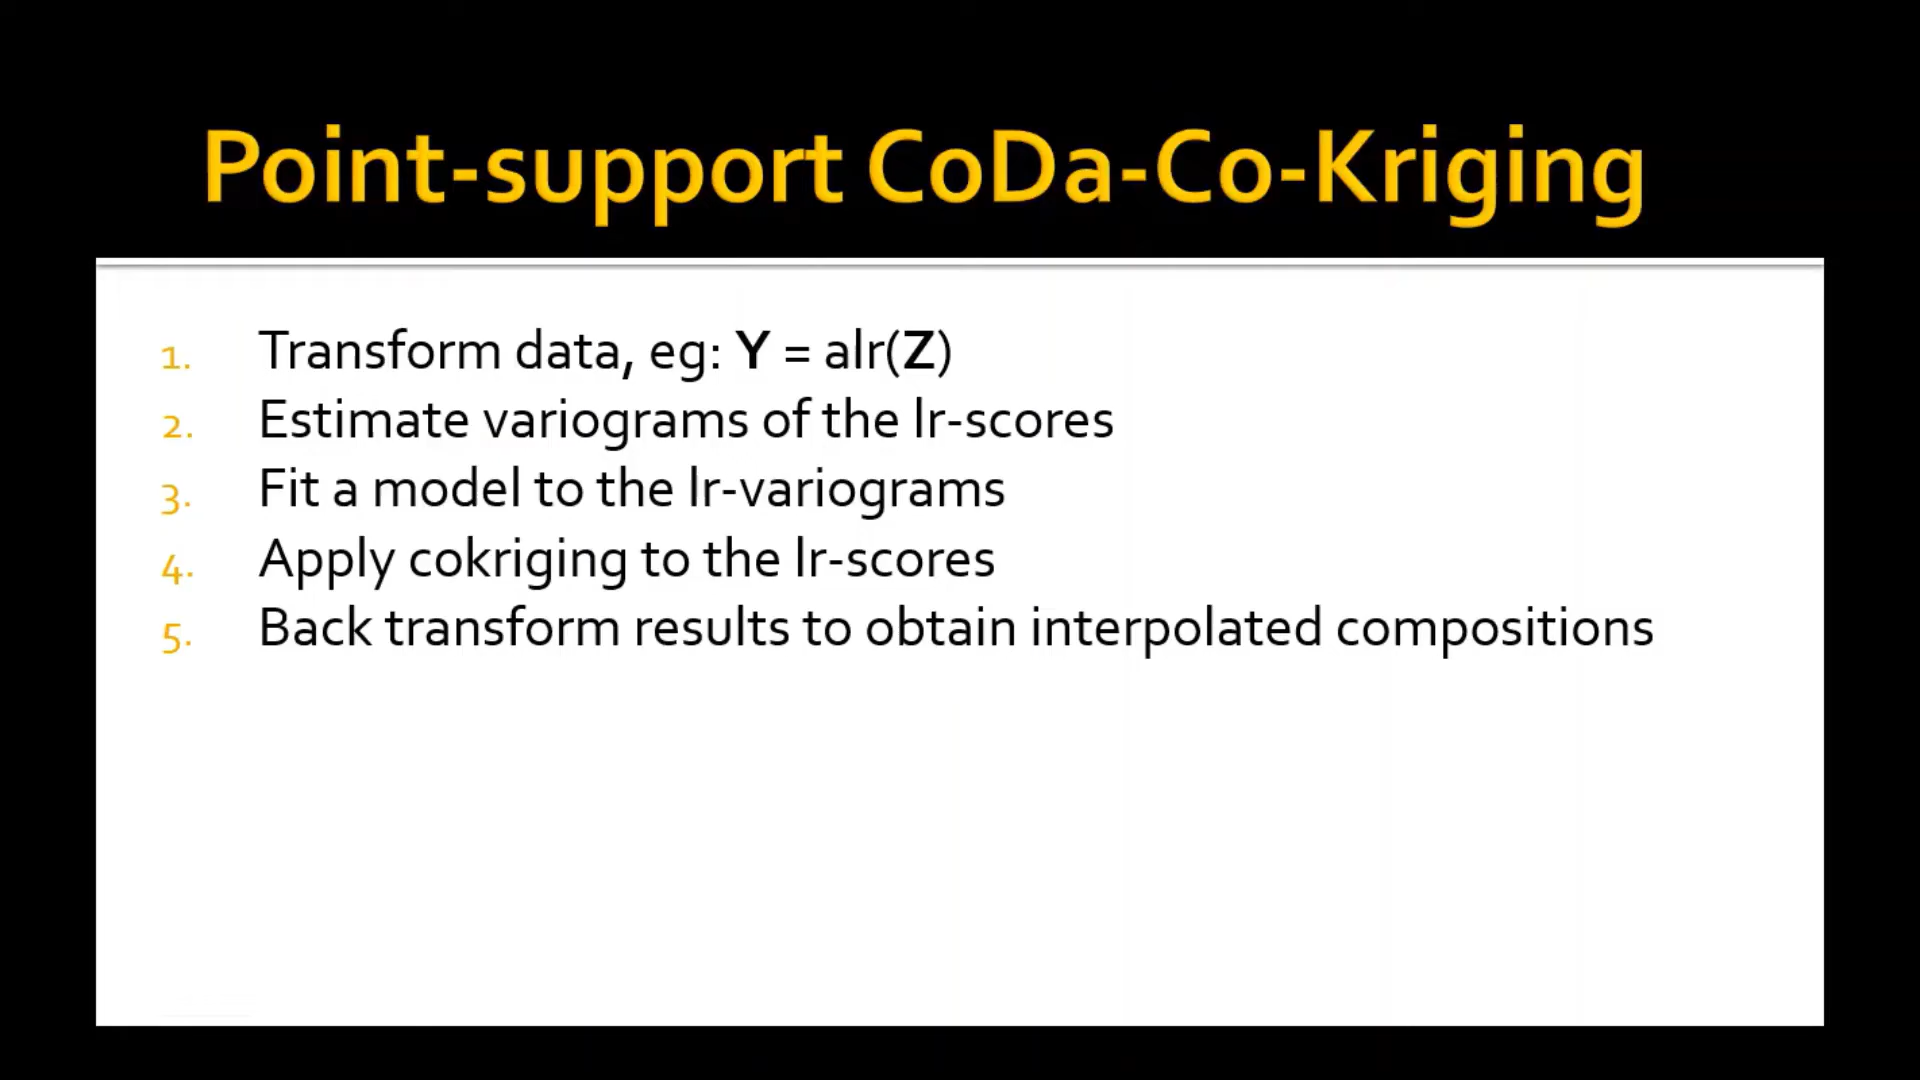 Point-support CoDa-Co-Kriging
1. Transform data, eg: Y = alr(Z)
2. Estimate variograms of the lr-scores
3. Fit a model to the lr-variograms
4. Apply cokriging to the lr-scores
5. Back transform results to obtain interpolated compositions